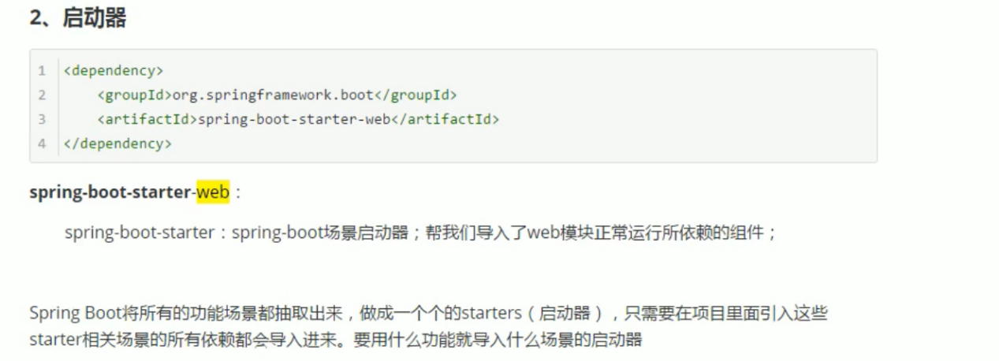 2、启动器
1 <dependency>
2     <groupId>org.springframework.boot</groupId>
3     <artifactId>spring-boot-starter-web</artifactId>
4 </dependency>
spring-boot-starter-web：
spring-boot-starter：spring-boot场景启动器；帮我们导入了web模块正常运行所依赖的组件；
Spring Boot将所有的功能场景都抽取出来，做成一个个的starters（启动器），只需要在项目里面引入这些
starter相关场景的所有依赖都会导入进来。要用什么功能就导入什么场景的启动器